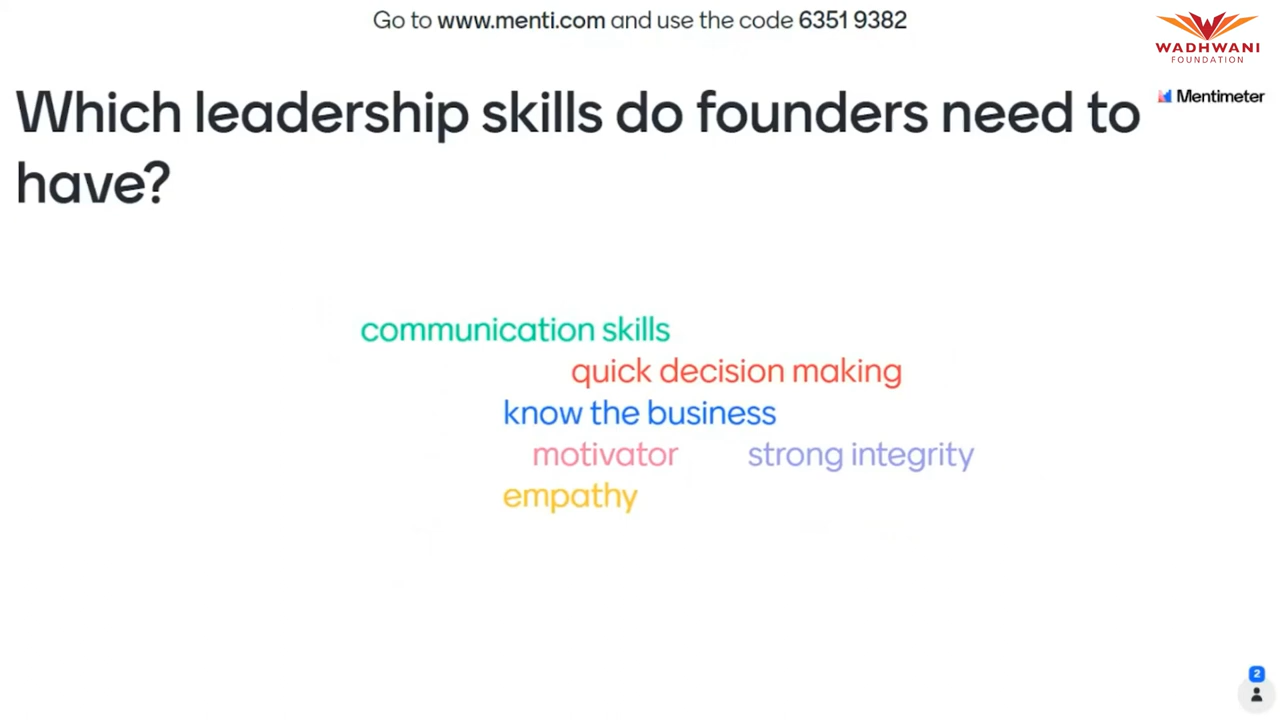 Go to www.menti.com and use the code 6351 9382
WADHWANI
FOUNDATION
Mentimeter
Which leadership skills do founders need to
have?
communication skills
quick decision making
know the business
motivator strong integrity
empathy
2